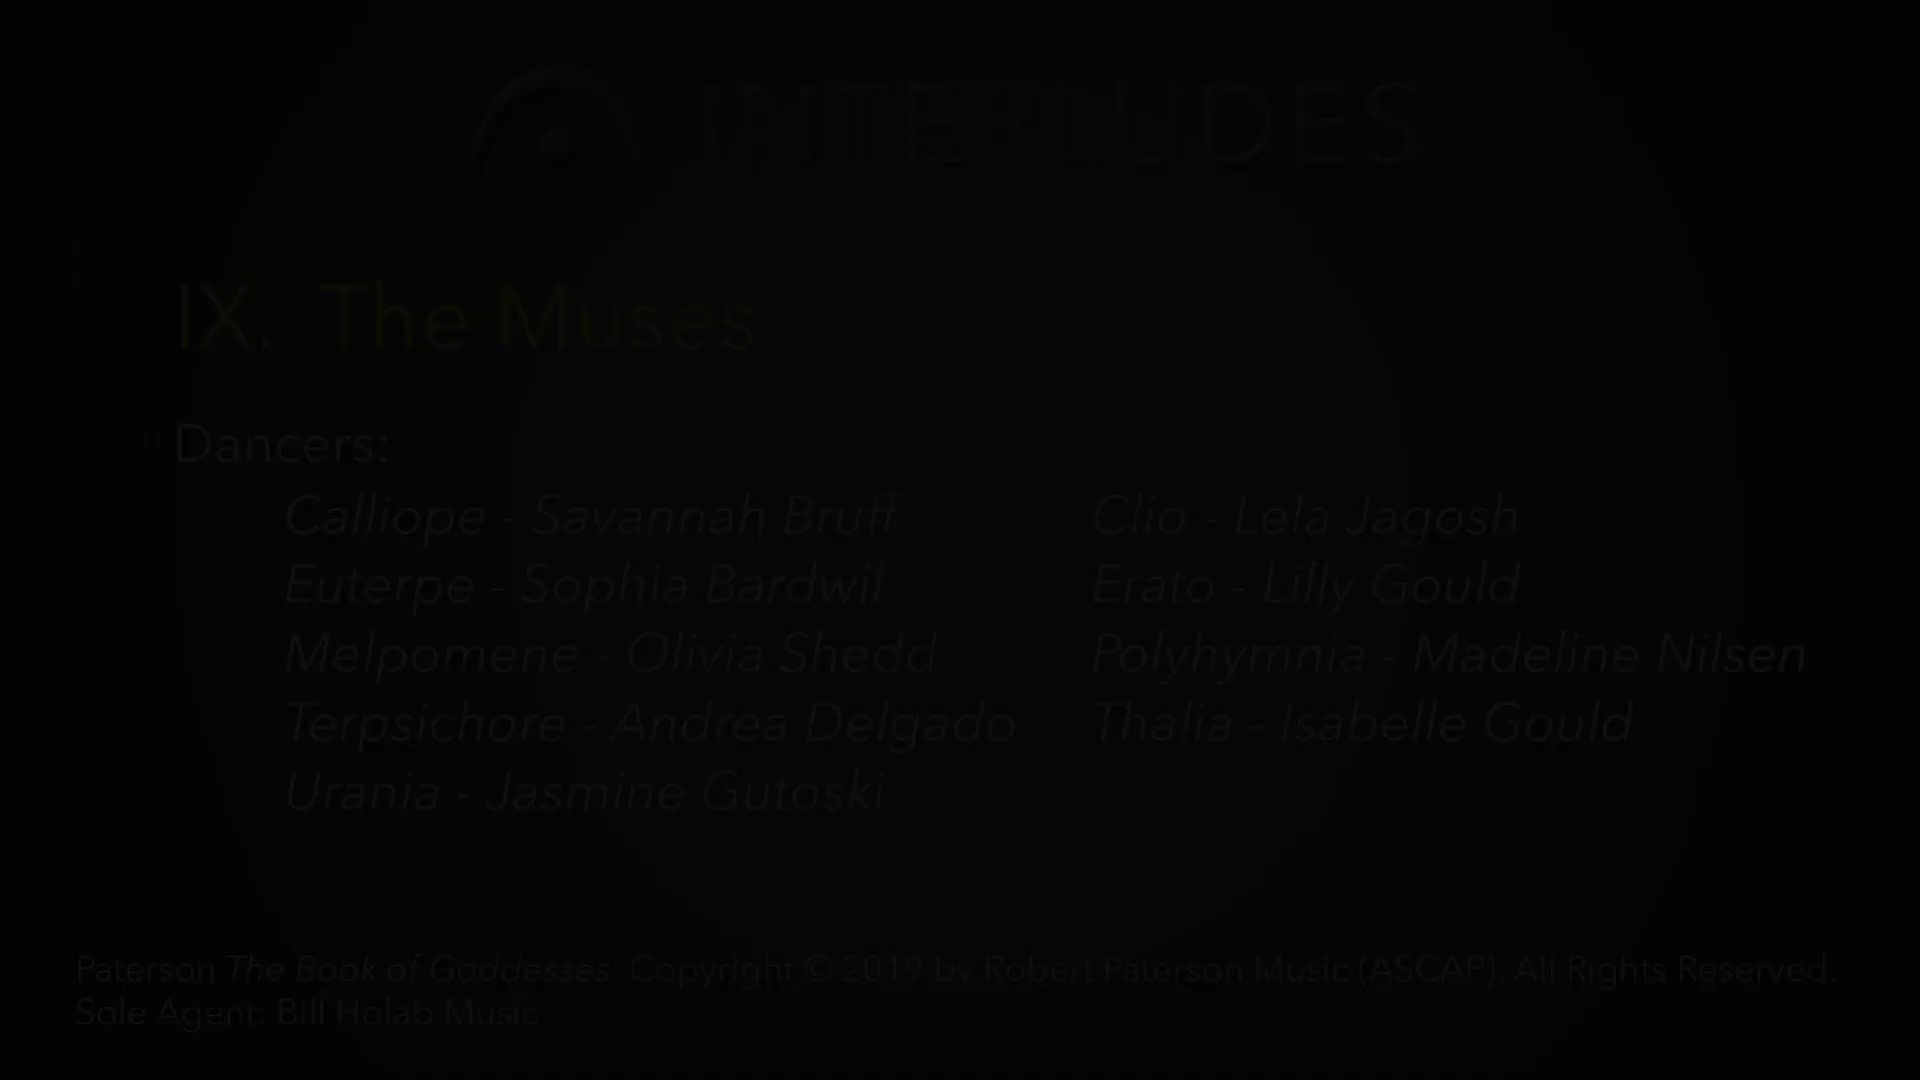 INTERLUDES
IX. The Muses
Dancers:
Calliope - Savannah Bruff
Clio - Lela Jagosh
Euterpe - Sophia Bardwil
Erato - Lilly Gould
Melpomene - Olivia Shedd
Polyhymnia - Madeline Nilsen
Terpsichore - Andrea Delgado
Thalia - Isabelle Gould
Urania - Jasmine Gutoski
Paterson The Book of Goddesses Copyright © 2019 by Robert Paterson Music (ASCAP). All Rights Reserved.
Sole Agent: Bill Holab Music